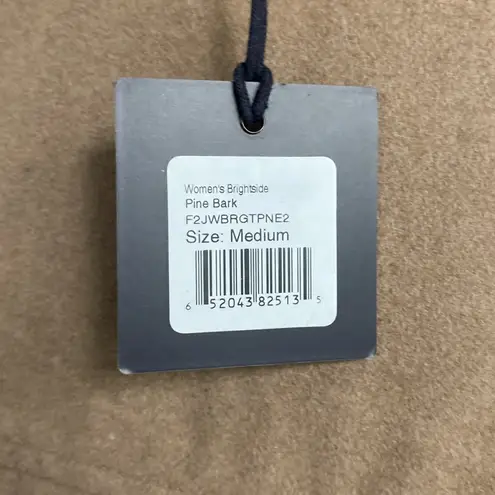 Women's Brightside
Pine Bark
F2JWBRGTPNE2
Size: Medium
6 52043 82513 5